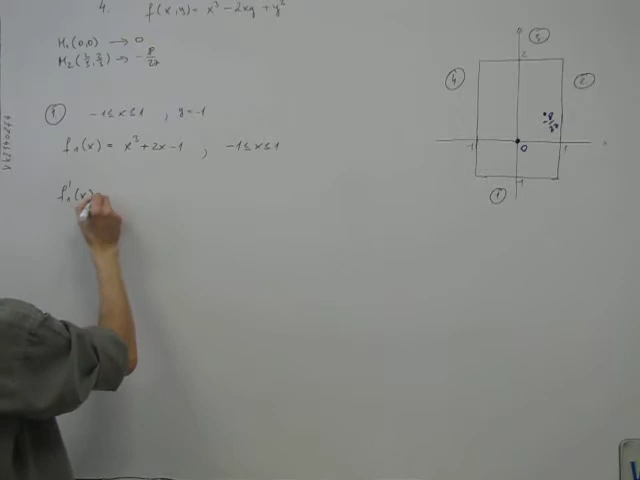 4. f(x,y) = x³ - 2xy + y²
M₁(0,0) → 0
M₂(2/3, 2/3) → -8/27
① -1 ≤ x ≤ 1 , y = -1
f₁(x) = x³ + 2x - 1 , -1 ≤ x ≤ 1
f₁'(x)
③
2
④
②
-1
0
1
x
-1
①